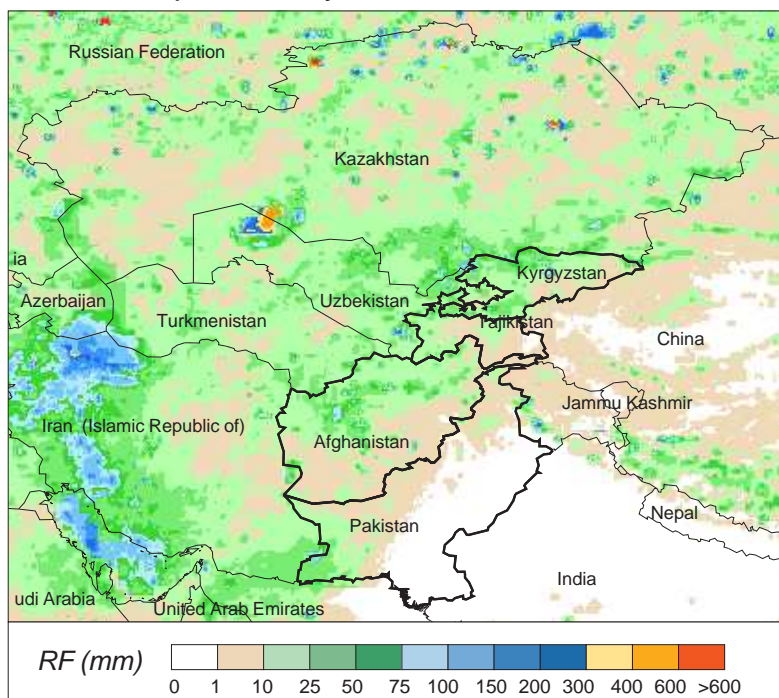 Russian Federation
Kazakhstan
ia
Azerbaijan
Turkmenistan
Uzbekistan
Kyrgyzstan
Tajikistan
China
Jammu Kashmir
Iran (Islamic Republic of)
Afghanistan
Pakistan
Nepal
India
udi Arabia
United Arab Emirates
RF (mm)
0 1 10 25 50 75 100 150 200 300 400 600 >600